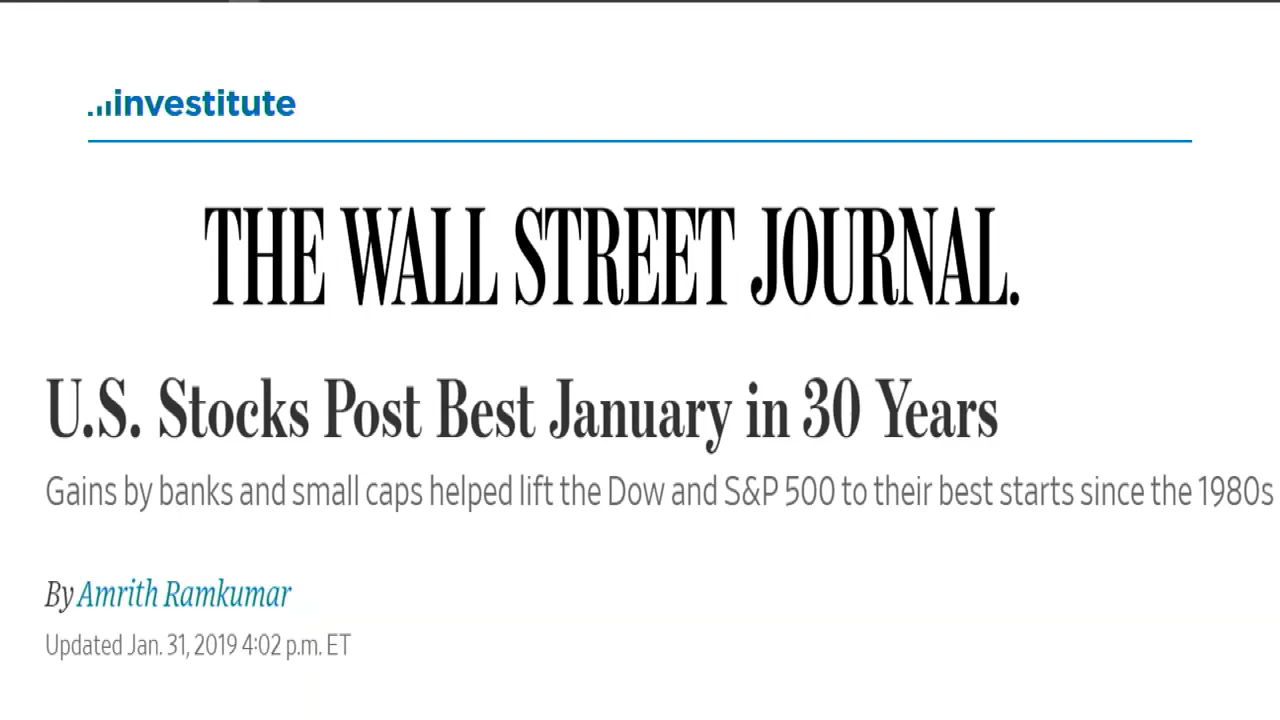 investitute
THE WALL STREET JOURNAL.
U.S. Stocks Post Best January in 30 Years
Gains by banks and small caps helped lift the Dow and S&P 500 to their best starts since the 1980s
By Amrith Ramkumar
Updated Jan. 31, 2019 4:02 p.m. ET